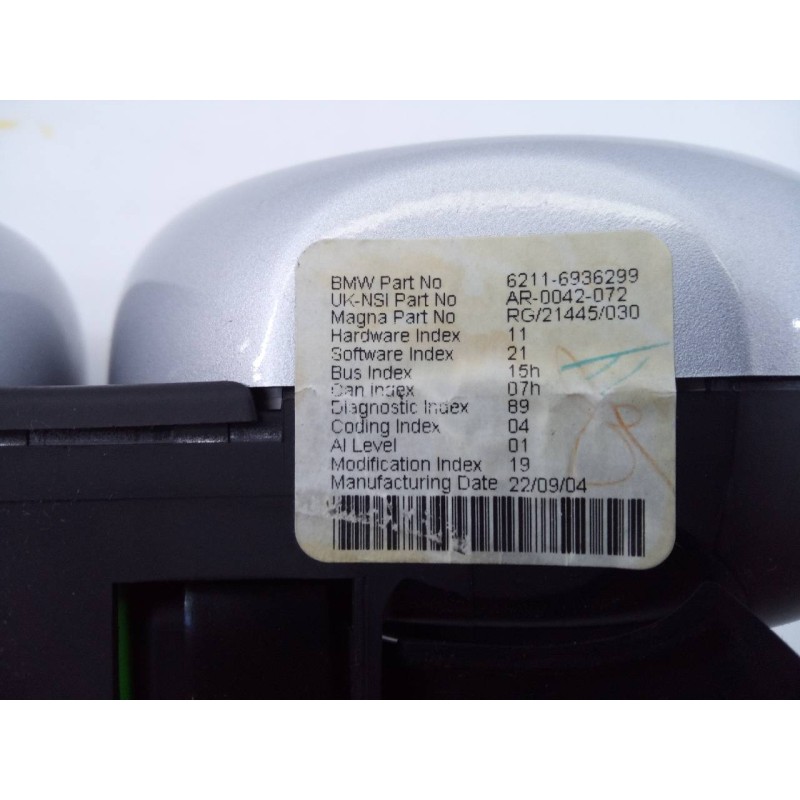 BMW Part No 6211-6936299
UK-NSI Part No AR-0042-072
Magna Part No RG/21445/030
Hardware Index 11
Software Index 21
Bus Index 15h
Can Index 07h
Diagnostic Index 89
Coding Index 04
AI Level 01
Modification Index 19
Manufacturing Date 22/09/04